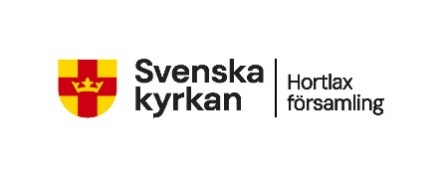 Svenska
kyrkan
Hortlax
församling